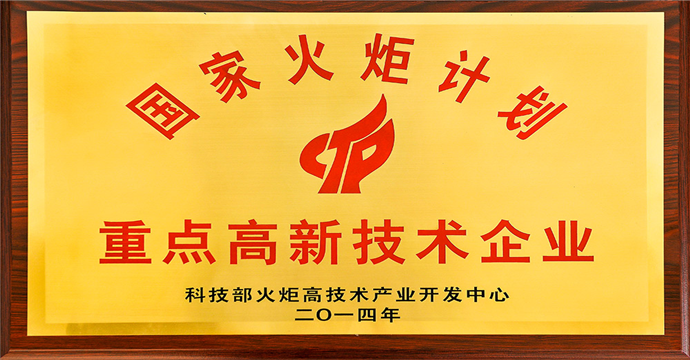 国家火炬计划
CTP
重点高新技术企业
科技部火炬高技术产业开发中心
二〇一四年